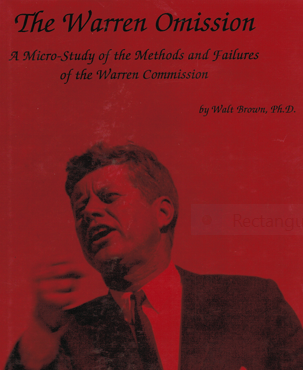 The Warren Omission
A Micro-Study of the Methods and Failures
of the Warren Commission
by Walt Brown, Ph.D.